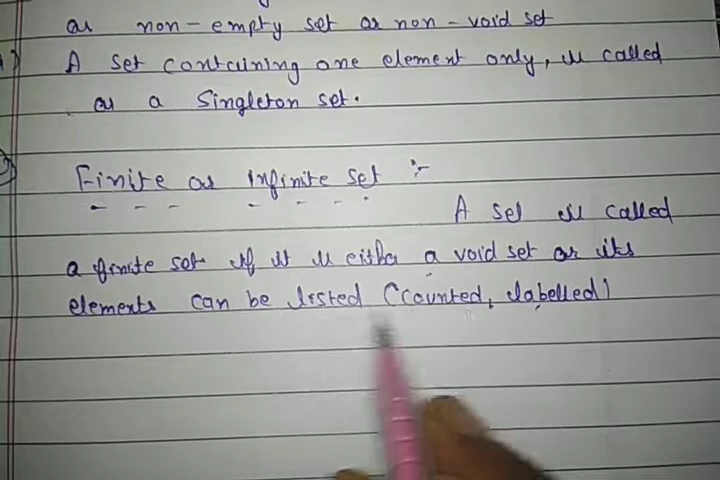 as non-empty set or non-void set
A set containing one element only, is called
as a Singleton set.
Finite or Infinite set :-
A set is called
a finite set if it is either a void set or its
elements can be listed (counted, labelled)